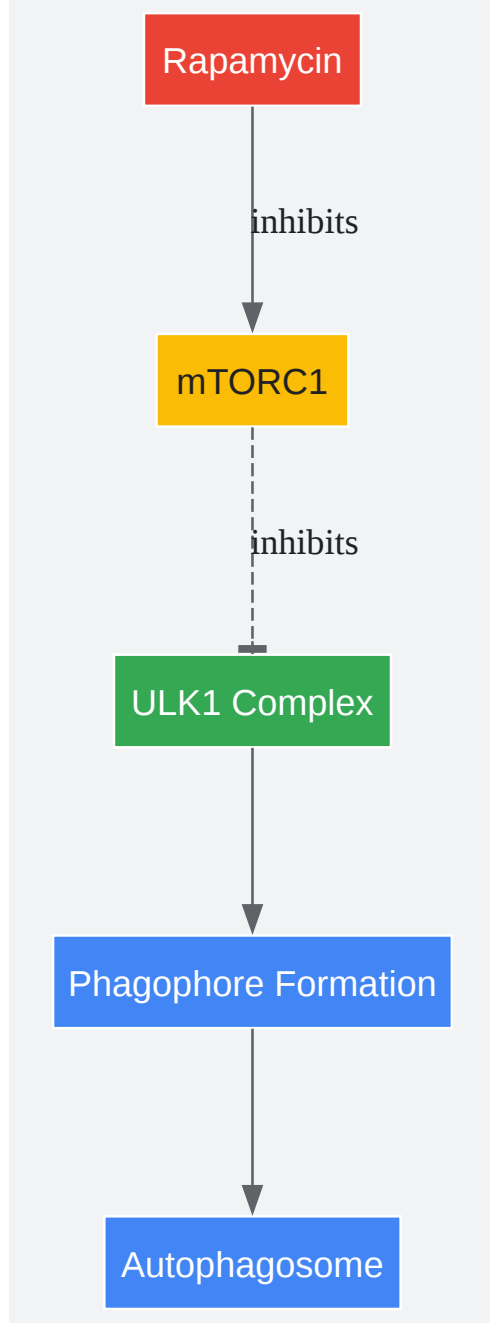 Rapamycin
inhibits
mTORC1
inhibits
ULK1 Complex
Phagophore Formation
Autophagosome